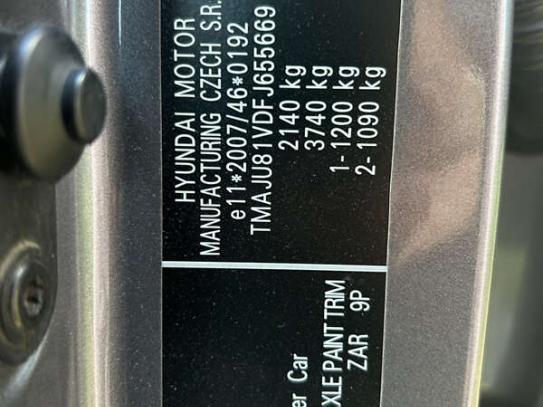 HYUNDAI MOTOR
MANUFACTURING CZECH S.R.
e11*2007/46*0192
TMAJU81VDFJ655669
2140 kg
3740 kg
1-1200 kg
2-1090 kg
er Car
XLE PAINT TRIM
ZAR 9P